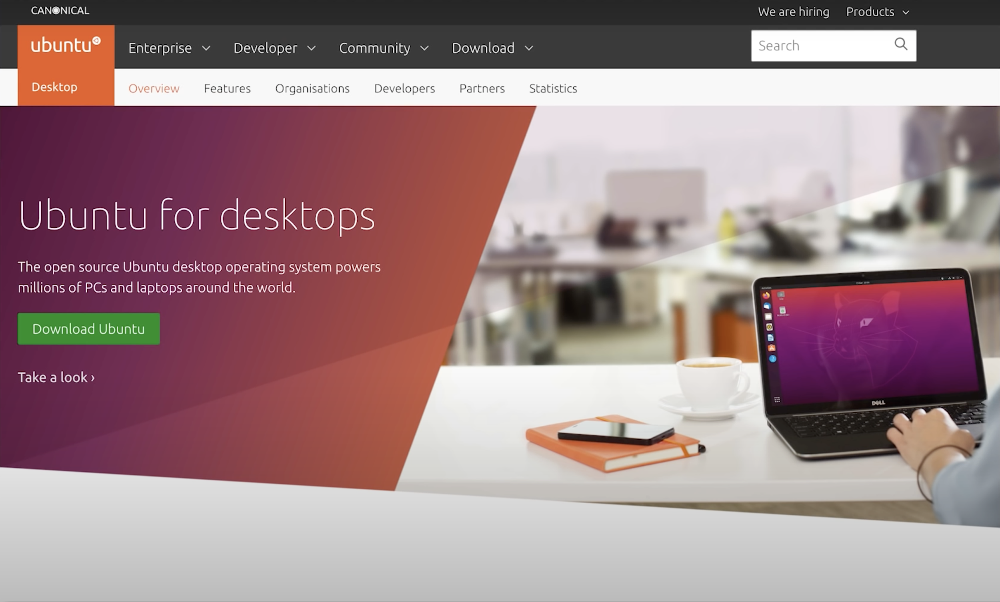 CANONICAL
We are hiring Products
ubuntu
Enterprise Developer Community Download
Search
Desktop
Overview Features Organisations Developers Partners Statistics
Ubuntu for desktops
The open source Ubuntu desktop operating system powers
millions of PCs and laptops around the world.
Download Ubuntu
Take a look ›
DELL